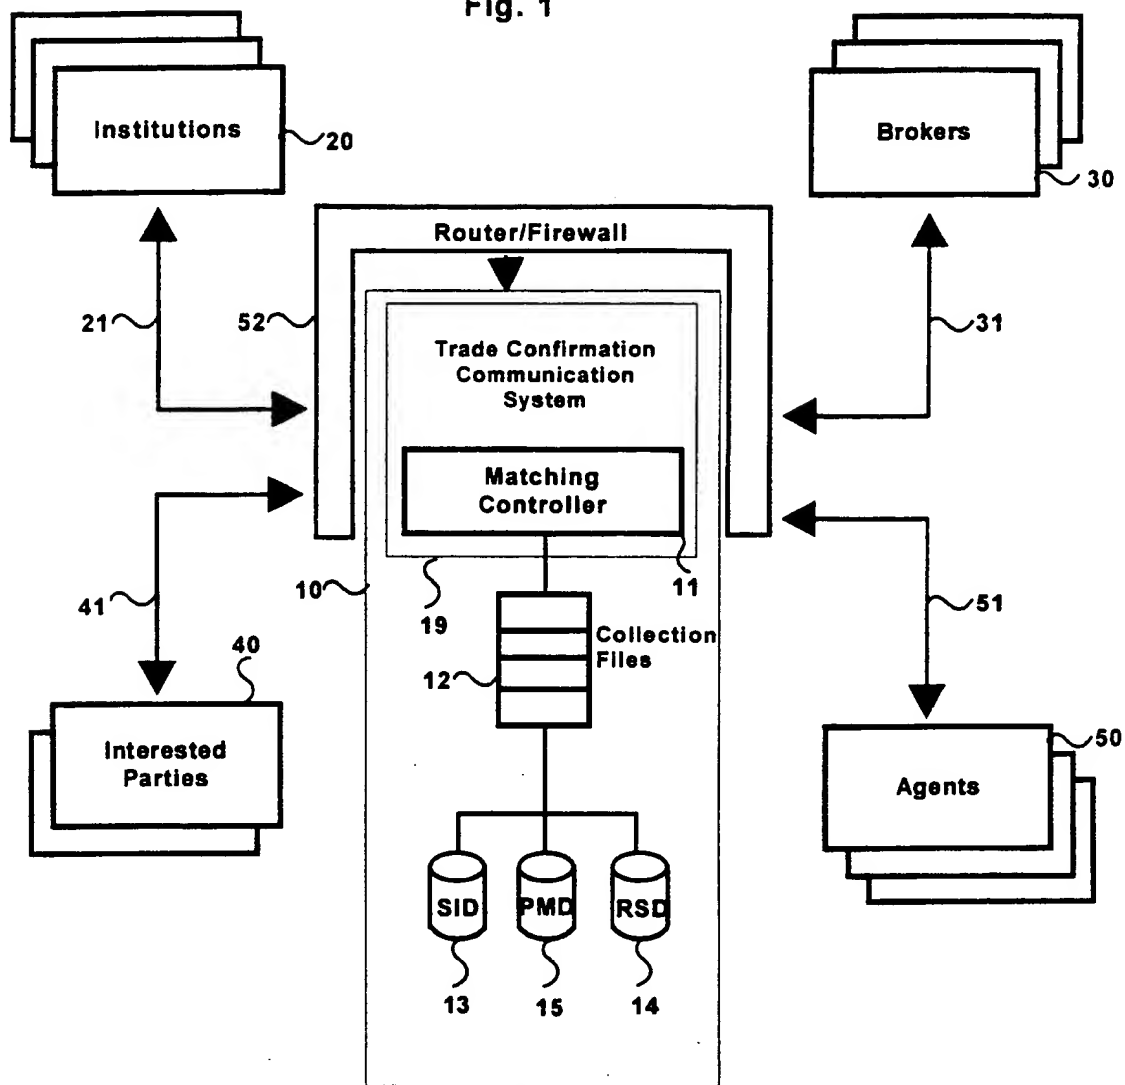 Fig. 1
Institutions
20
Brokers
30
Router/Firewall
21
52
31
Trade Confirmation
Communication
System
Matching
Controller
10
11
41
19
51
Collection
Files
12
40
Interested
Parties
50
Agents
SID
PMD
RSD
13
15
14